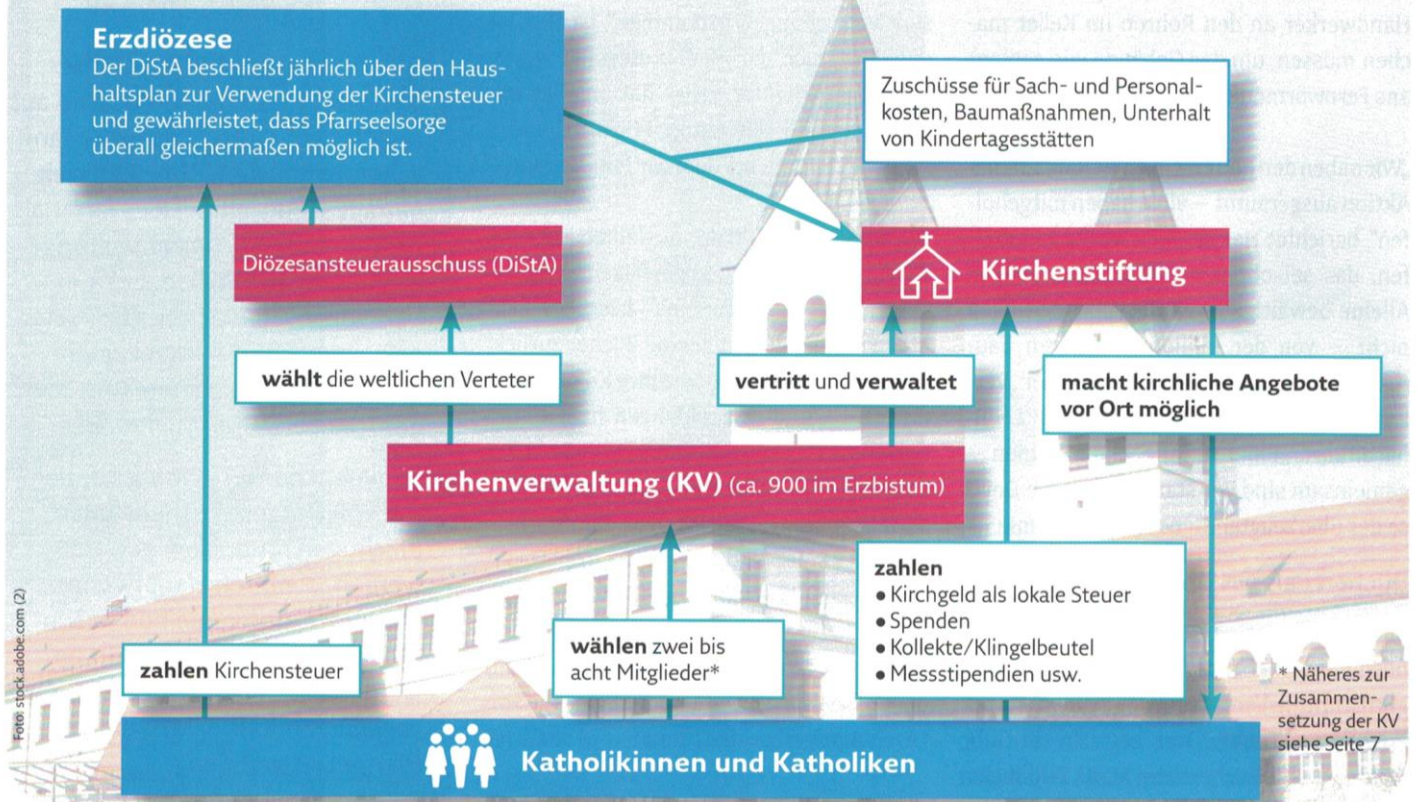 Erzdiözese
Der DiStA beschließt jährlich über den Haus-
haltsplan zur Verwendung der Kirchensteuer
und gewährleistet, dass Pfarrseelsorge
überall gleichermaßen möglich ist.
Zuschüsse für Sach- und Personal-
kosten, Baumaßnahmen, Unterhalt
von Kindertagesstätten
Diözesansteuerausschuss (DiStA)
Kirchenstiftung
wählt die weltlichen Verteter
vertritt und verwaltet
macht kirchliche Angebote
vor Ort möglich
Kirchenverwaltung (KV) (ca. 900 im Erzbistum)
zahlen Kirchensteuer
wählen zwei bis
acht Mitglieder*
zahlen
• Kirchgeld als lokale Steuer
• Spenden
• Kollekte/Klingelbeutel
• Messstipendien usw.
* Näheres zur
Zusammen-
setzung der KV
siehe Seite 7
Katholikinnen und Katholiken
Foto: stock.adobe.com (2)